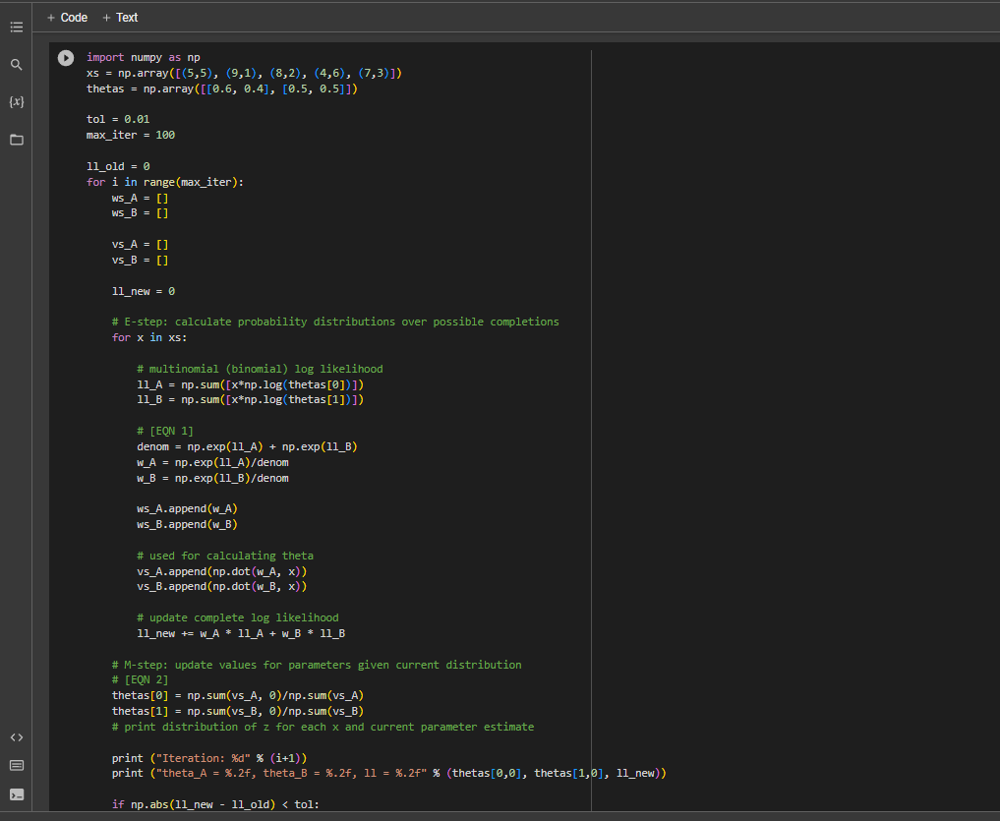 + Code + Text
import numpy as np
xs = np.array([(5,5), (9,1), (8,2), (4,6), (7,3)])
thetas = np.array([[0.6, 0.4], [0.5, 0.5]])
tol = 0.01
max_iter = 100
ll_old = 0
for i in range(max_iter):
    ws_A = []
    ws_B = []
    vs_A = []
    vs_B = []
    ll_new = 0
    # E-step: calculate probability distributions over possible completions
    for x in xs:
        # multinomial (binomial) log likelihood
        ll_A = np.sum([x*np.log(thetas[0])])
        ll_B = np.sum([x*np.log(thetas[1])])
        # [EQN 1]
        denom = np.exp(ll_A) + np.exp(ll_B)
        w_A = np.exp(ll_A)/denom
        w_B = np.exp(ll_B)/denom
        ws_A.append(w_A)
        ws_B.append(w_B)
        # used for calculating theta
        vs_A.append(np.dot(w_A, x))
        vs_B.append(np.dot(w_B, x))
        # update complete log likelihood
        ll_new += w_A * ll_A + w_B * ll_B
    # M-step: update values for parameters given current distribution
    # [EQN 2]
    thetas[0] = np.sum(vs_A, 0)/np.sum(vs_A)
    thetas[1] = np.sum(vs_B, 0)/np.sum(vs_B)
    # print distribution of z for each x and current parameter estimate
    print ("Iteration: %d" % (i+1))
    print ("theta_A = %.2f, theta_B = %.2f, ll = %.2f" % (thetas[0,0], thetas[1,0], ll_new))
    if np.abs(ll_new - ll_old) < tol: